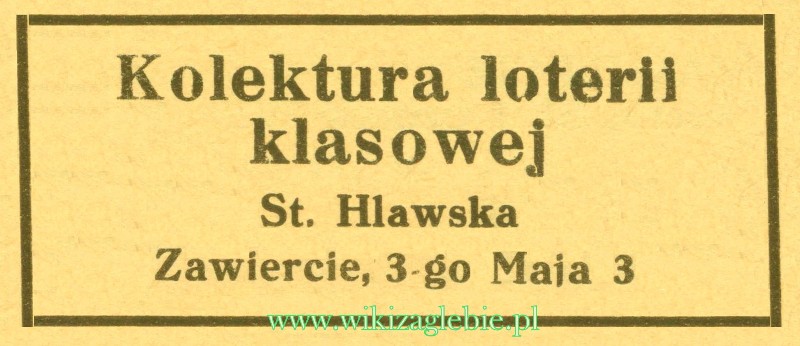 Kolektura loterii
klasowej
St. Hlawska
Zawiercie, 3-go Maja 3
www.wikizaglebie.pl